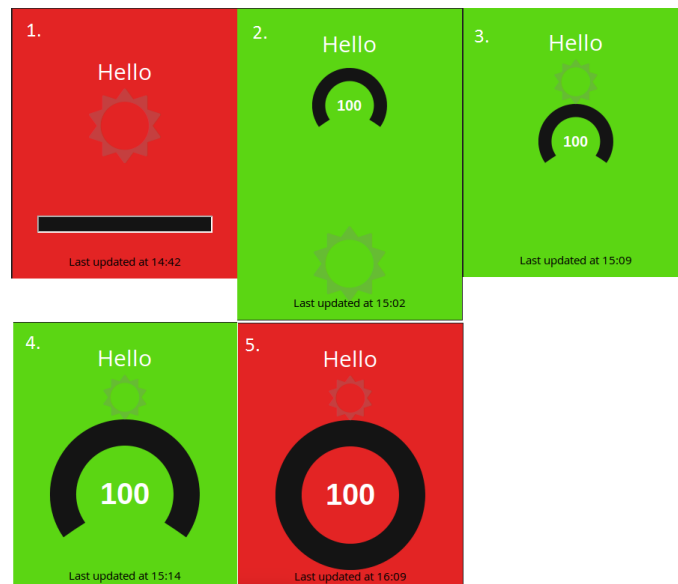 1.
Hello
Last updated at 14:42
2.
Hello
100
Last updated at 15:02
3.
Hello
100
Last updated at 15:09
4.
Hello
100
Last updated at 15:14
5.
Hello
100
Last updated at 16:09